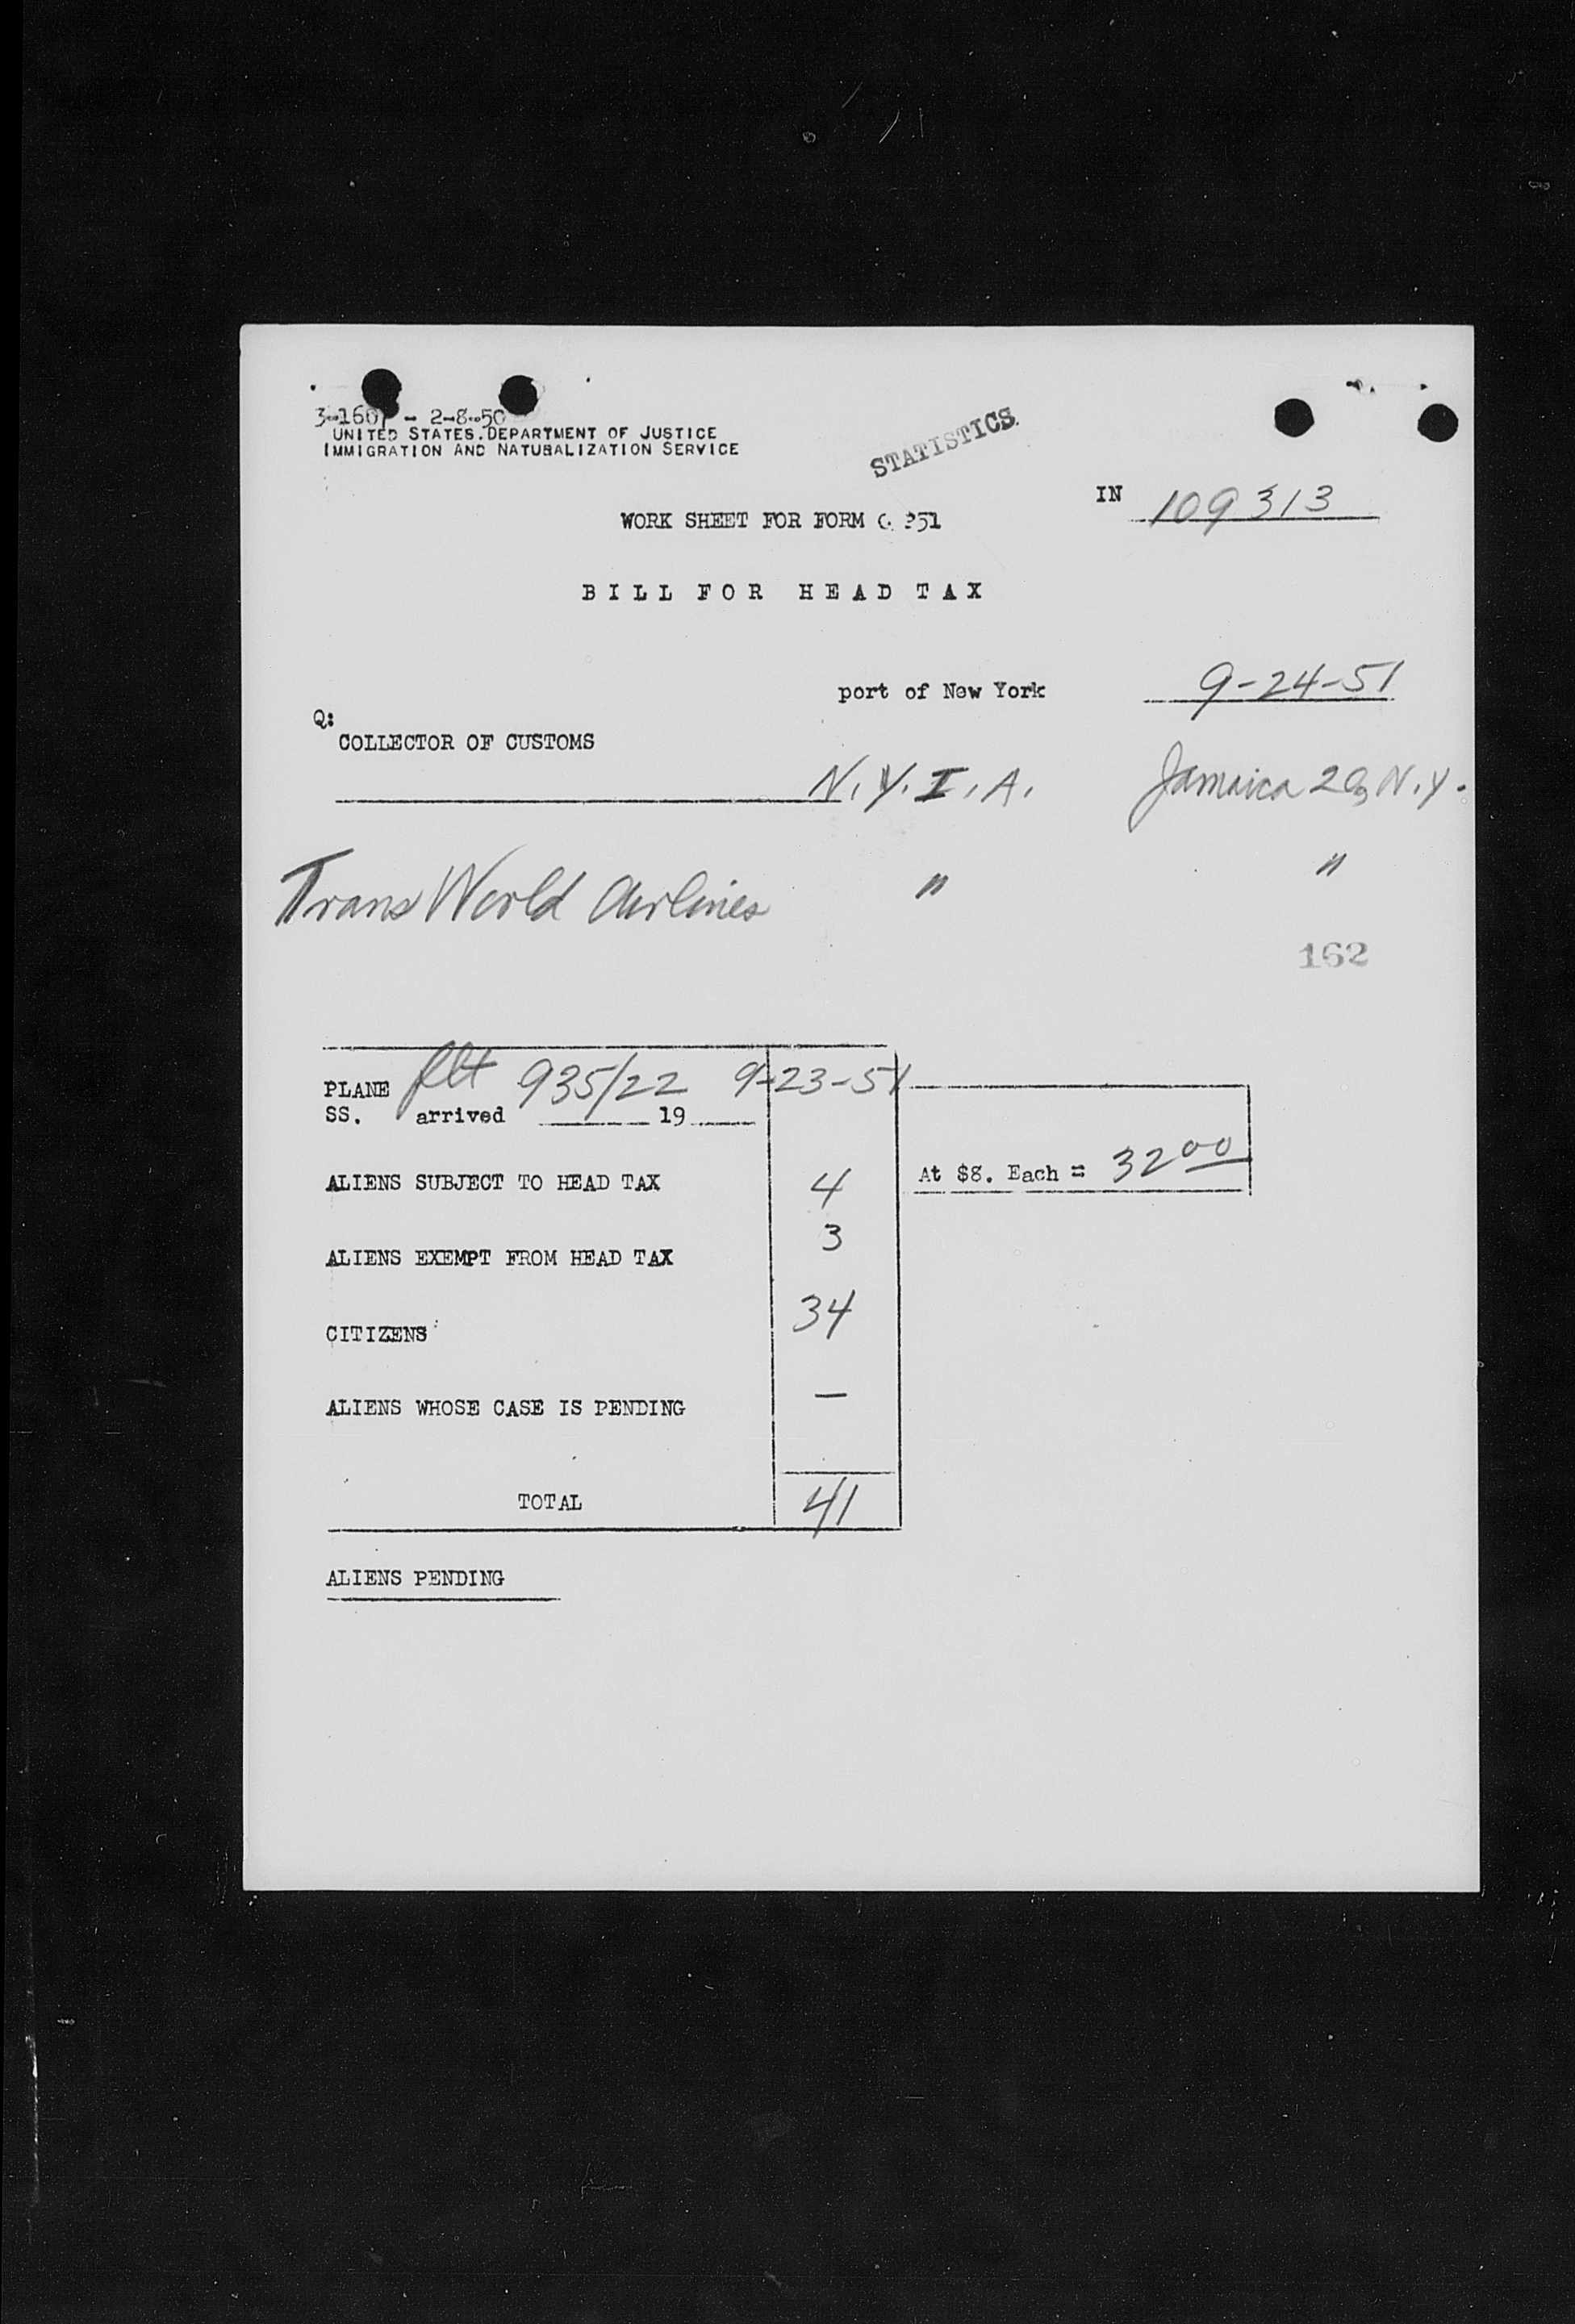 3-160 - 2-8-50
UNITED STATES DEPARTMENT OF JUSTICE
IMMIGRATION AND NATURALIZATION SERVICE
STATISTICS
IN 109313
WORK SHEET FOR FORM
BILL FOR HEAD TAX
port of New York 9-24-51
Q:
COLLECTOR OF CUSTOMS
N.Y.I.A. Jamaica N.Y.
Trans World Airlines " "
162
PLANE flt 935/22 9-23-51
SS. arrived 19
ALIENS SUBJECT TO HEAD TAX 4 At $8. Each = 32 00
ALIENS EXEMPT FROM HEAD TAX 3
CITIZENS 34
ALIENS WHOSE CASE IS PENDING —
TOTAL 41
ALIENS PENDING